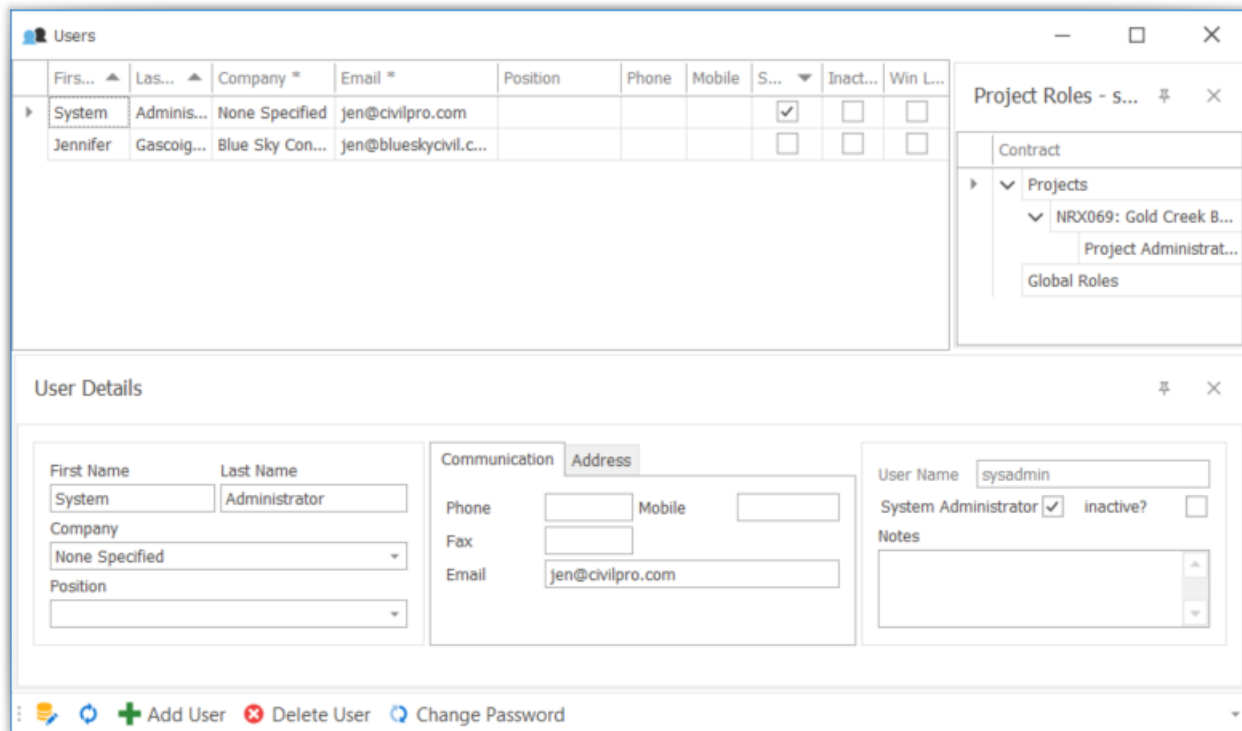 Users
Firs... Las... Company * Email * Position Phone Mobile S... Inact... Win L...
System Adminis... None Specified jen@civilpro.com
Jennifer Gascoig... Blue Sky Con... jen@blueskycivil.c...
Project Roles - s...
Contract
Projects
NRX069: Gold Creek B...
Project Administrat...
Global Roles
User Details
First Name Last Name
System Administrator
Company
None Specified
Position
Communication Address
Phone Mobile
Fax
Email jen@civilpro.com
User Name sysadmin
System Administrator inactive?
Notes
Add User Delete User Change Password